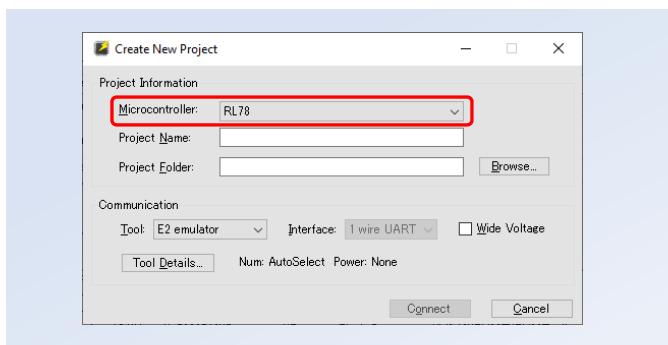 Create New Project
Project Information
Microcontroller: RL78
Project Name:
Project Folder: Browse...
Communication
Tool: E2 emulator Interface: 1 wire UART Wide Voltage
Tool Details... Num: AutoSelect Power: None
Connect Cancel